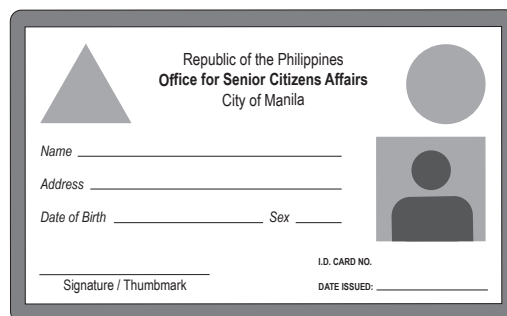 Republic of the Philippines
Office for Senior Citizens Affairs
City of Manila
Name
Address
Date of Birth Sex
I.D. CARD NO.
Signature / Thumbmark
DATE ISSUED: